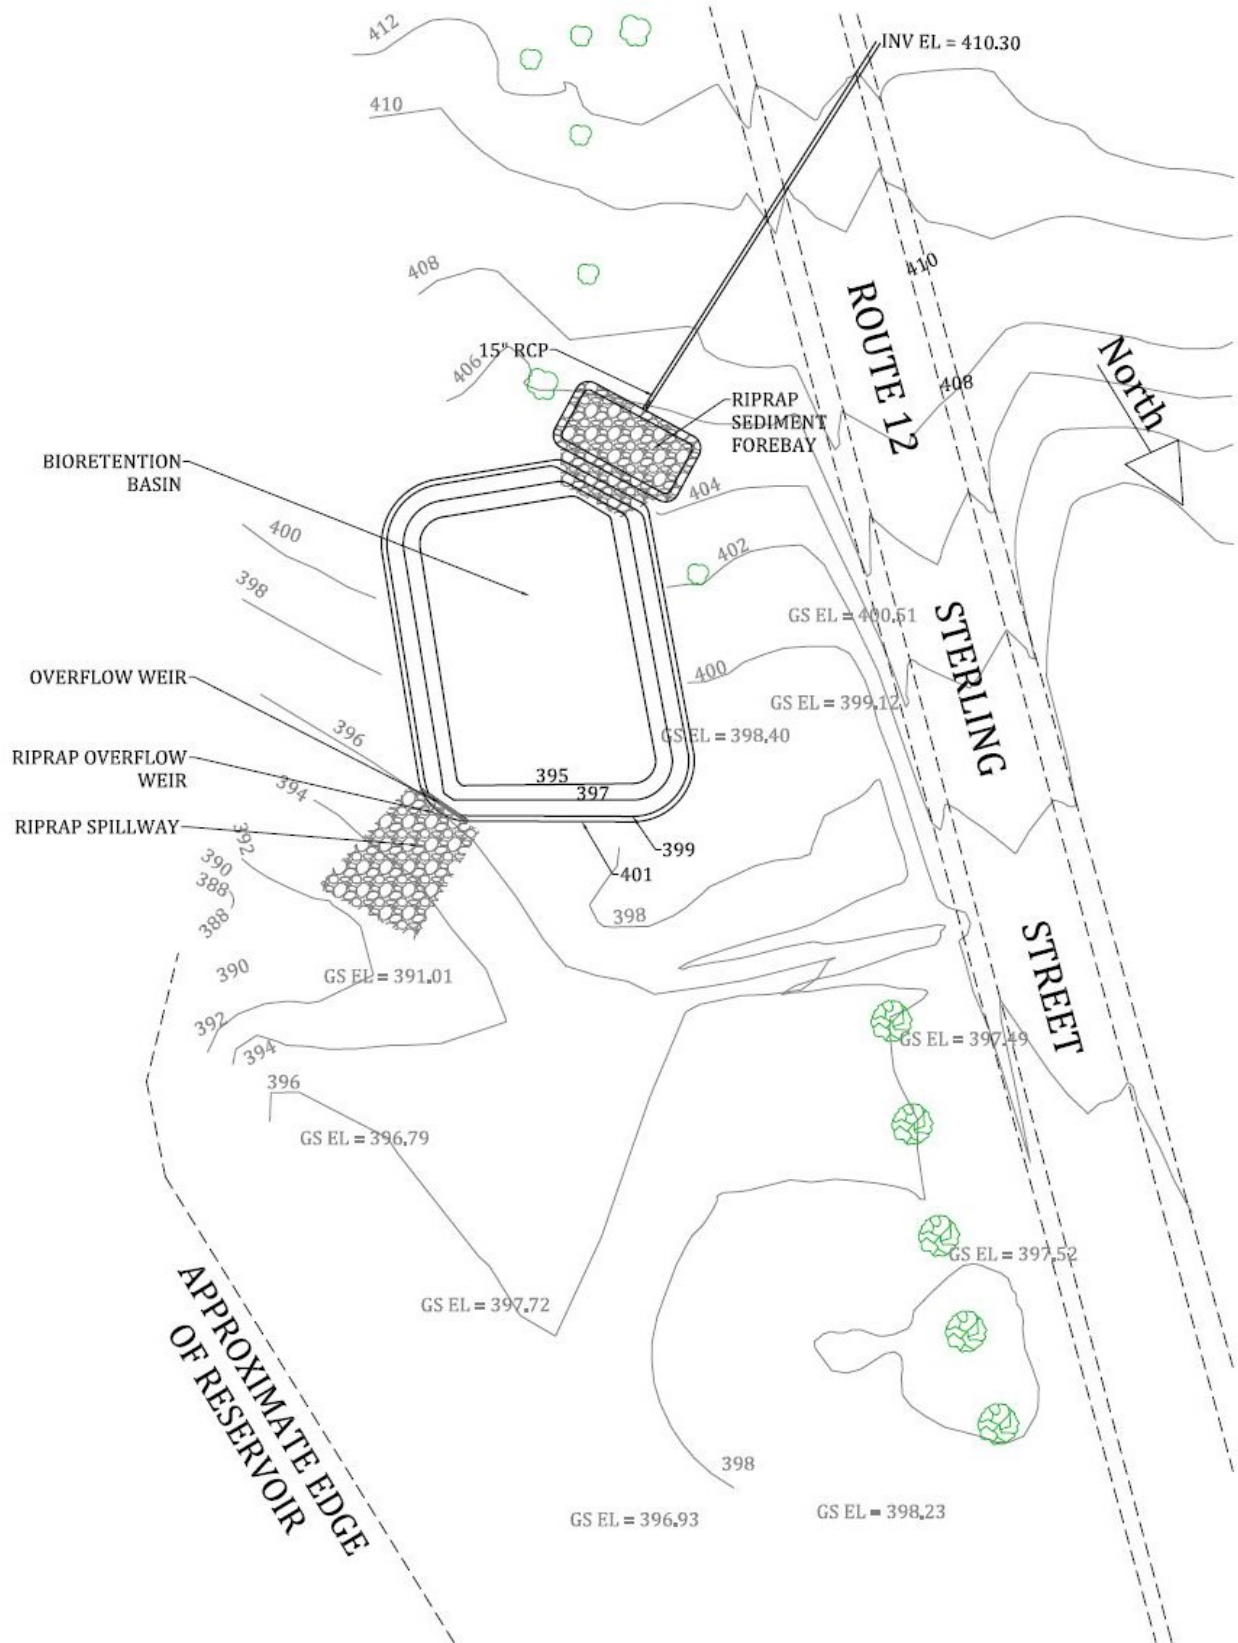 412
INV EL = 410.30
410
408
410
ROUTE 12
15" RCP
406
408
North
RIPRAP
SEDIMENT
FOREBAY
BIORETENTION
BASIN
404
400
402
398
GS EL = 400.51
STERLING
OVERFLOW WEIR
400
GS EL = 399.12
396
GS EL = 398.40
RIPRAP OVERFLOW
WEIR
395
397
394
RIPRAP SPILLWAY
392
399
390
401
388
398
388
STREET
390
GS EL = 391.01
392
GS EL = 397.49
394
396
GS EL = 396.79
GS EL = 397.52
GS EL = 397.72
APPROXIMATE EDGE
OF RESERVOIR
398
GS EL = 396.93
GS EL = 398.23